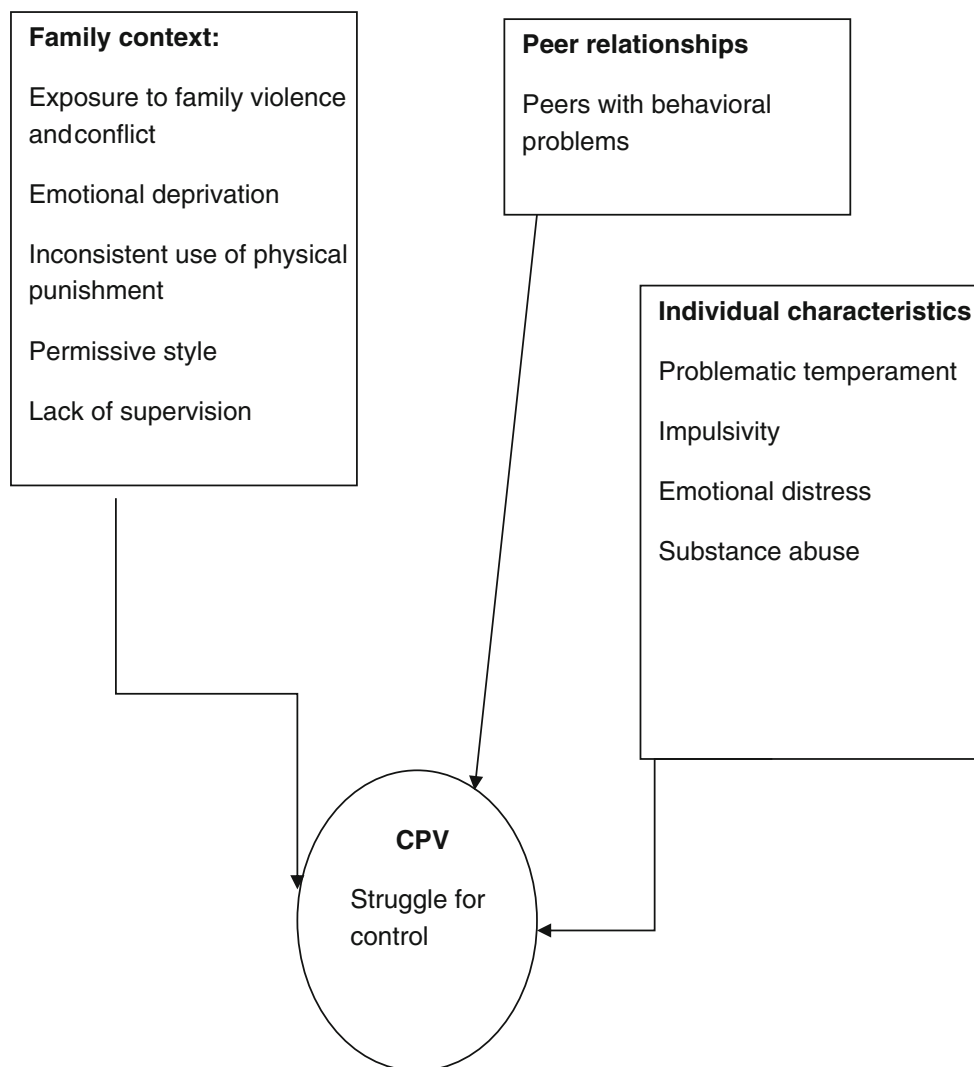 Family context:
Exposure to family violence
andconflict
Emotional deprivation
Inconsistent use of physical
punishment
Permissive style
Lack of supervision
Peer relationships
Peers with behavioral
problems
Individual characteristics
Problematic temperament
Impulsivity
Emotional distress
Substance abuse
CPV
Struggle for
control